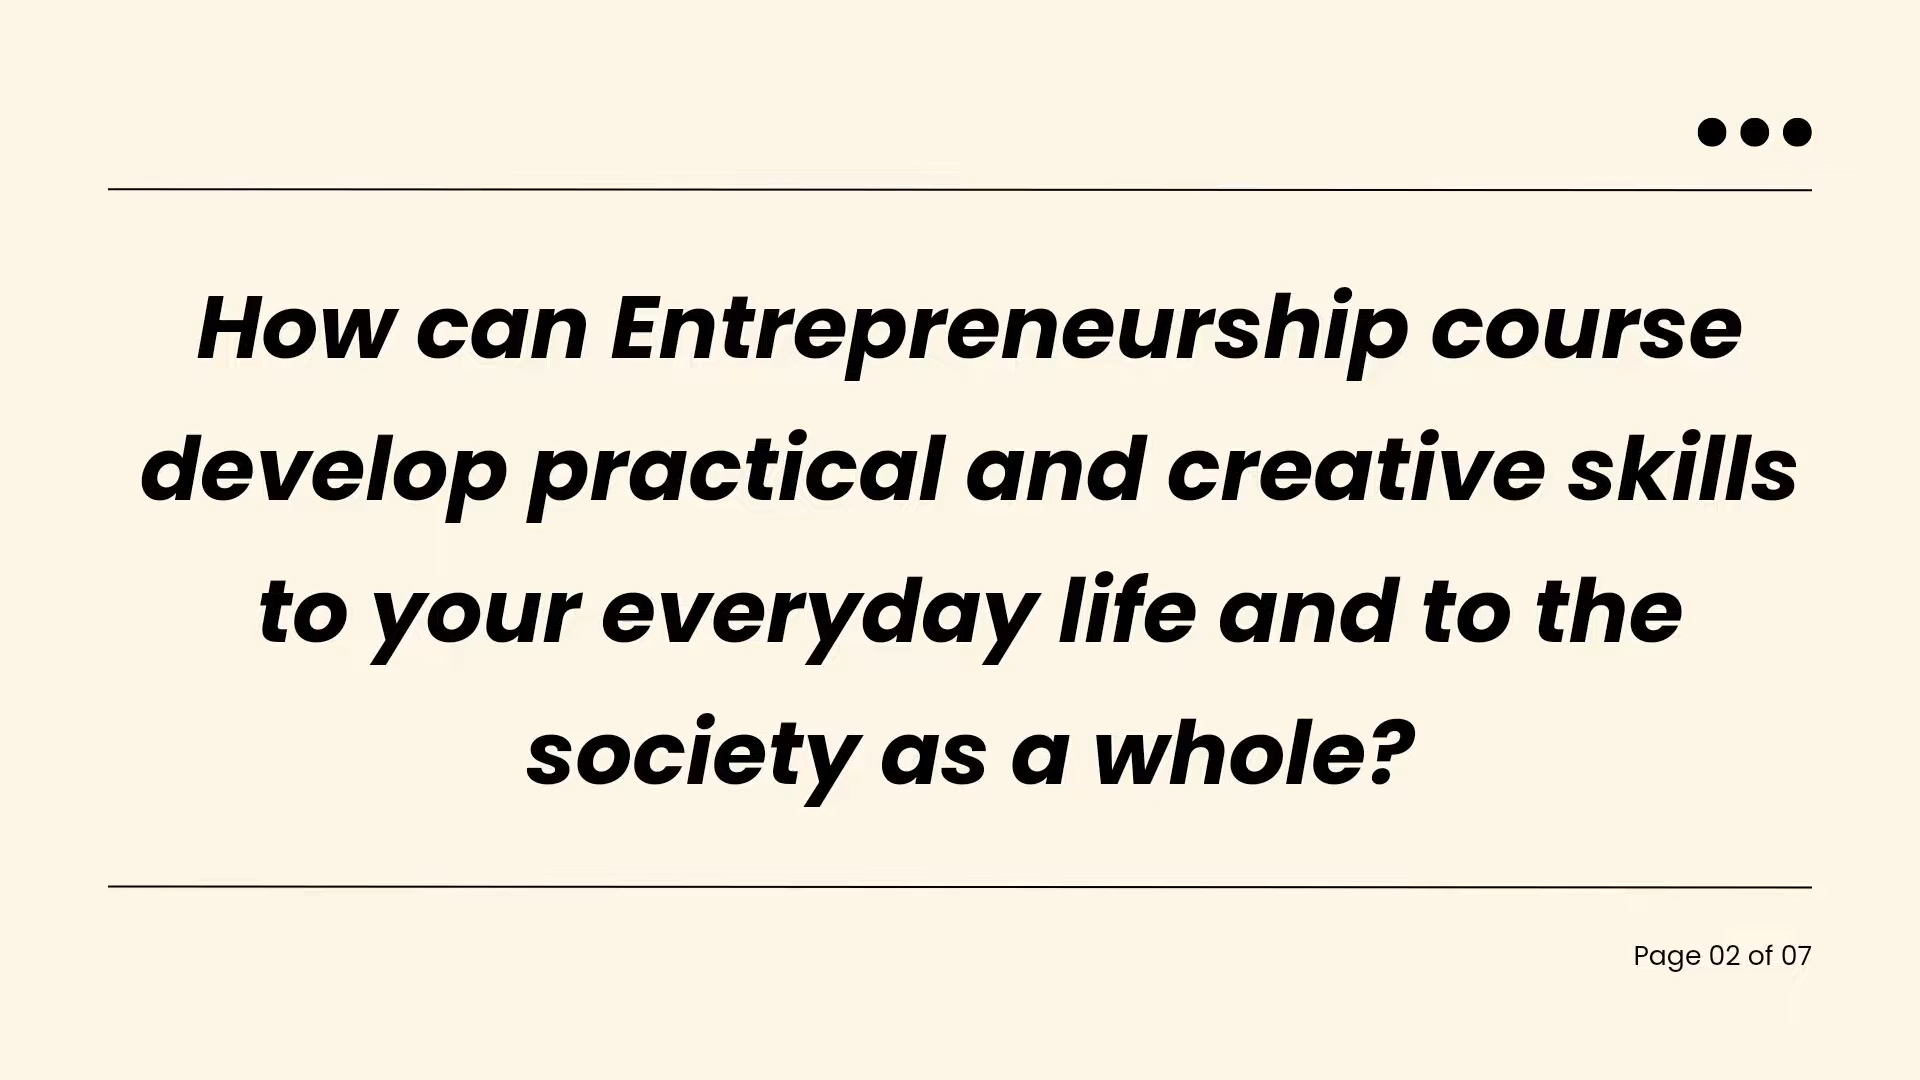 How can Entrepreneurship course
develop practical and creative skills
to your everyday life and to the
society as a whole?
Page 02 of 07